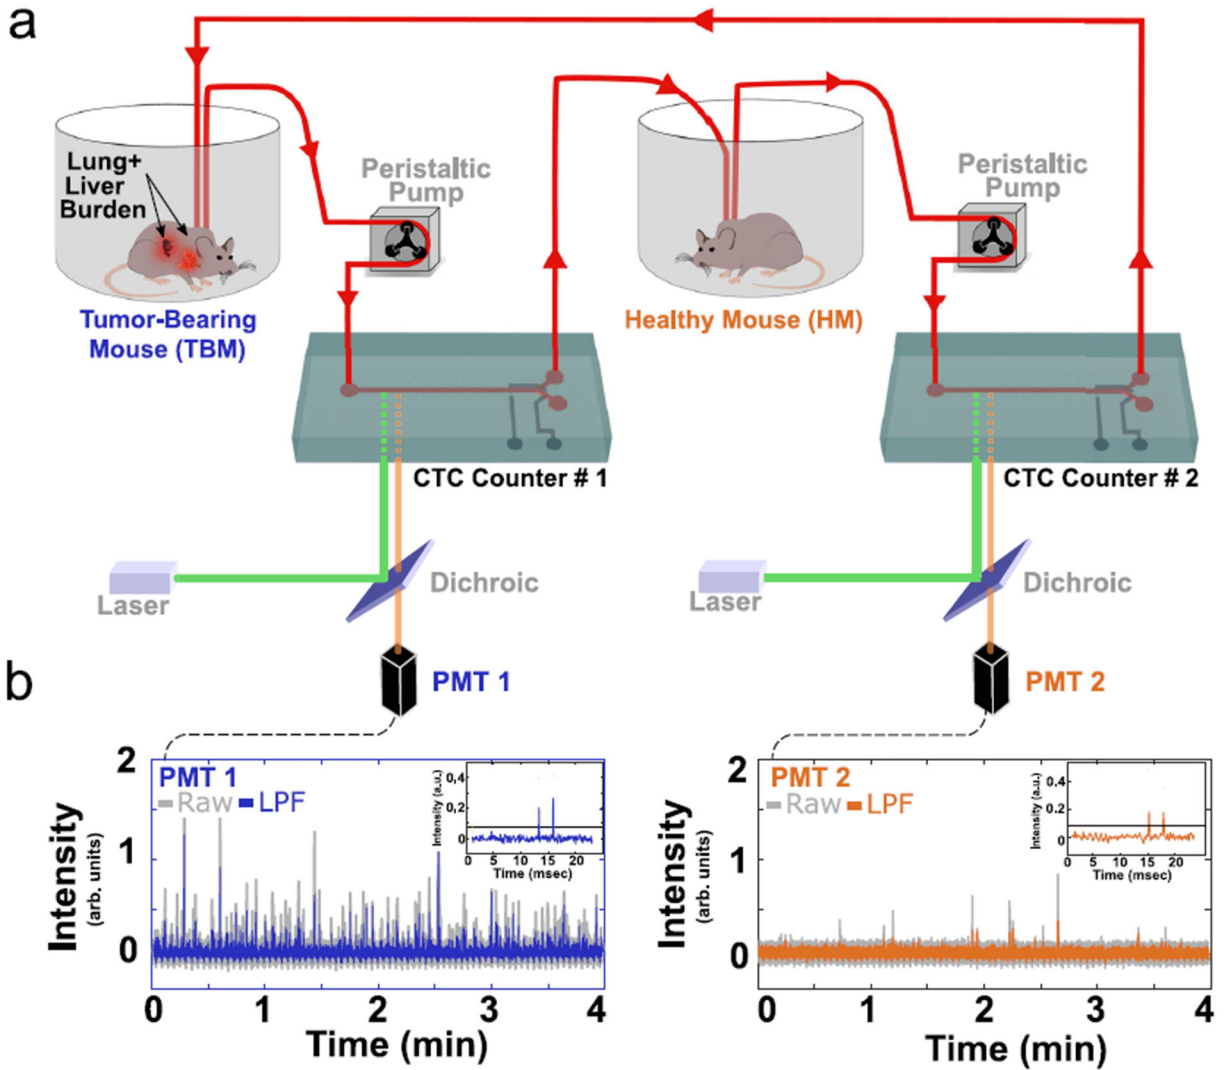 a
Lung+
Liver
Burden
Peristaltic
Pump
Peristaltic
Pump
Tumor-Bearing
Mouse (TBM)
Healthy Mouse (HM)
CTC Counter # 1
CTC Counter # 2
Laser
Dichroic
Laser
Dichroic
PMT 1
PMT 2
b
PMT 1
Raw LPF
Intensity
(arb. units)
2
1
0
0 1 2 3 4
Time (min)
Intensity (a.u.)
0,4
0,2
0
0 5 10 15 20
Time (msec)
PMT 2
Raw LPF
Intensity
(arb. units)
2
1
0
0 1 2 3 4
Time (min)
Intensity (a.u.)
0.4
0.2
0
0 5 10 15 20
Time (msec)